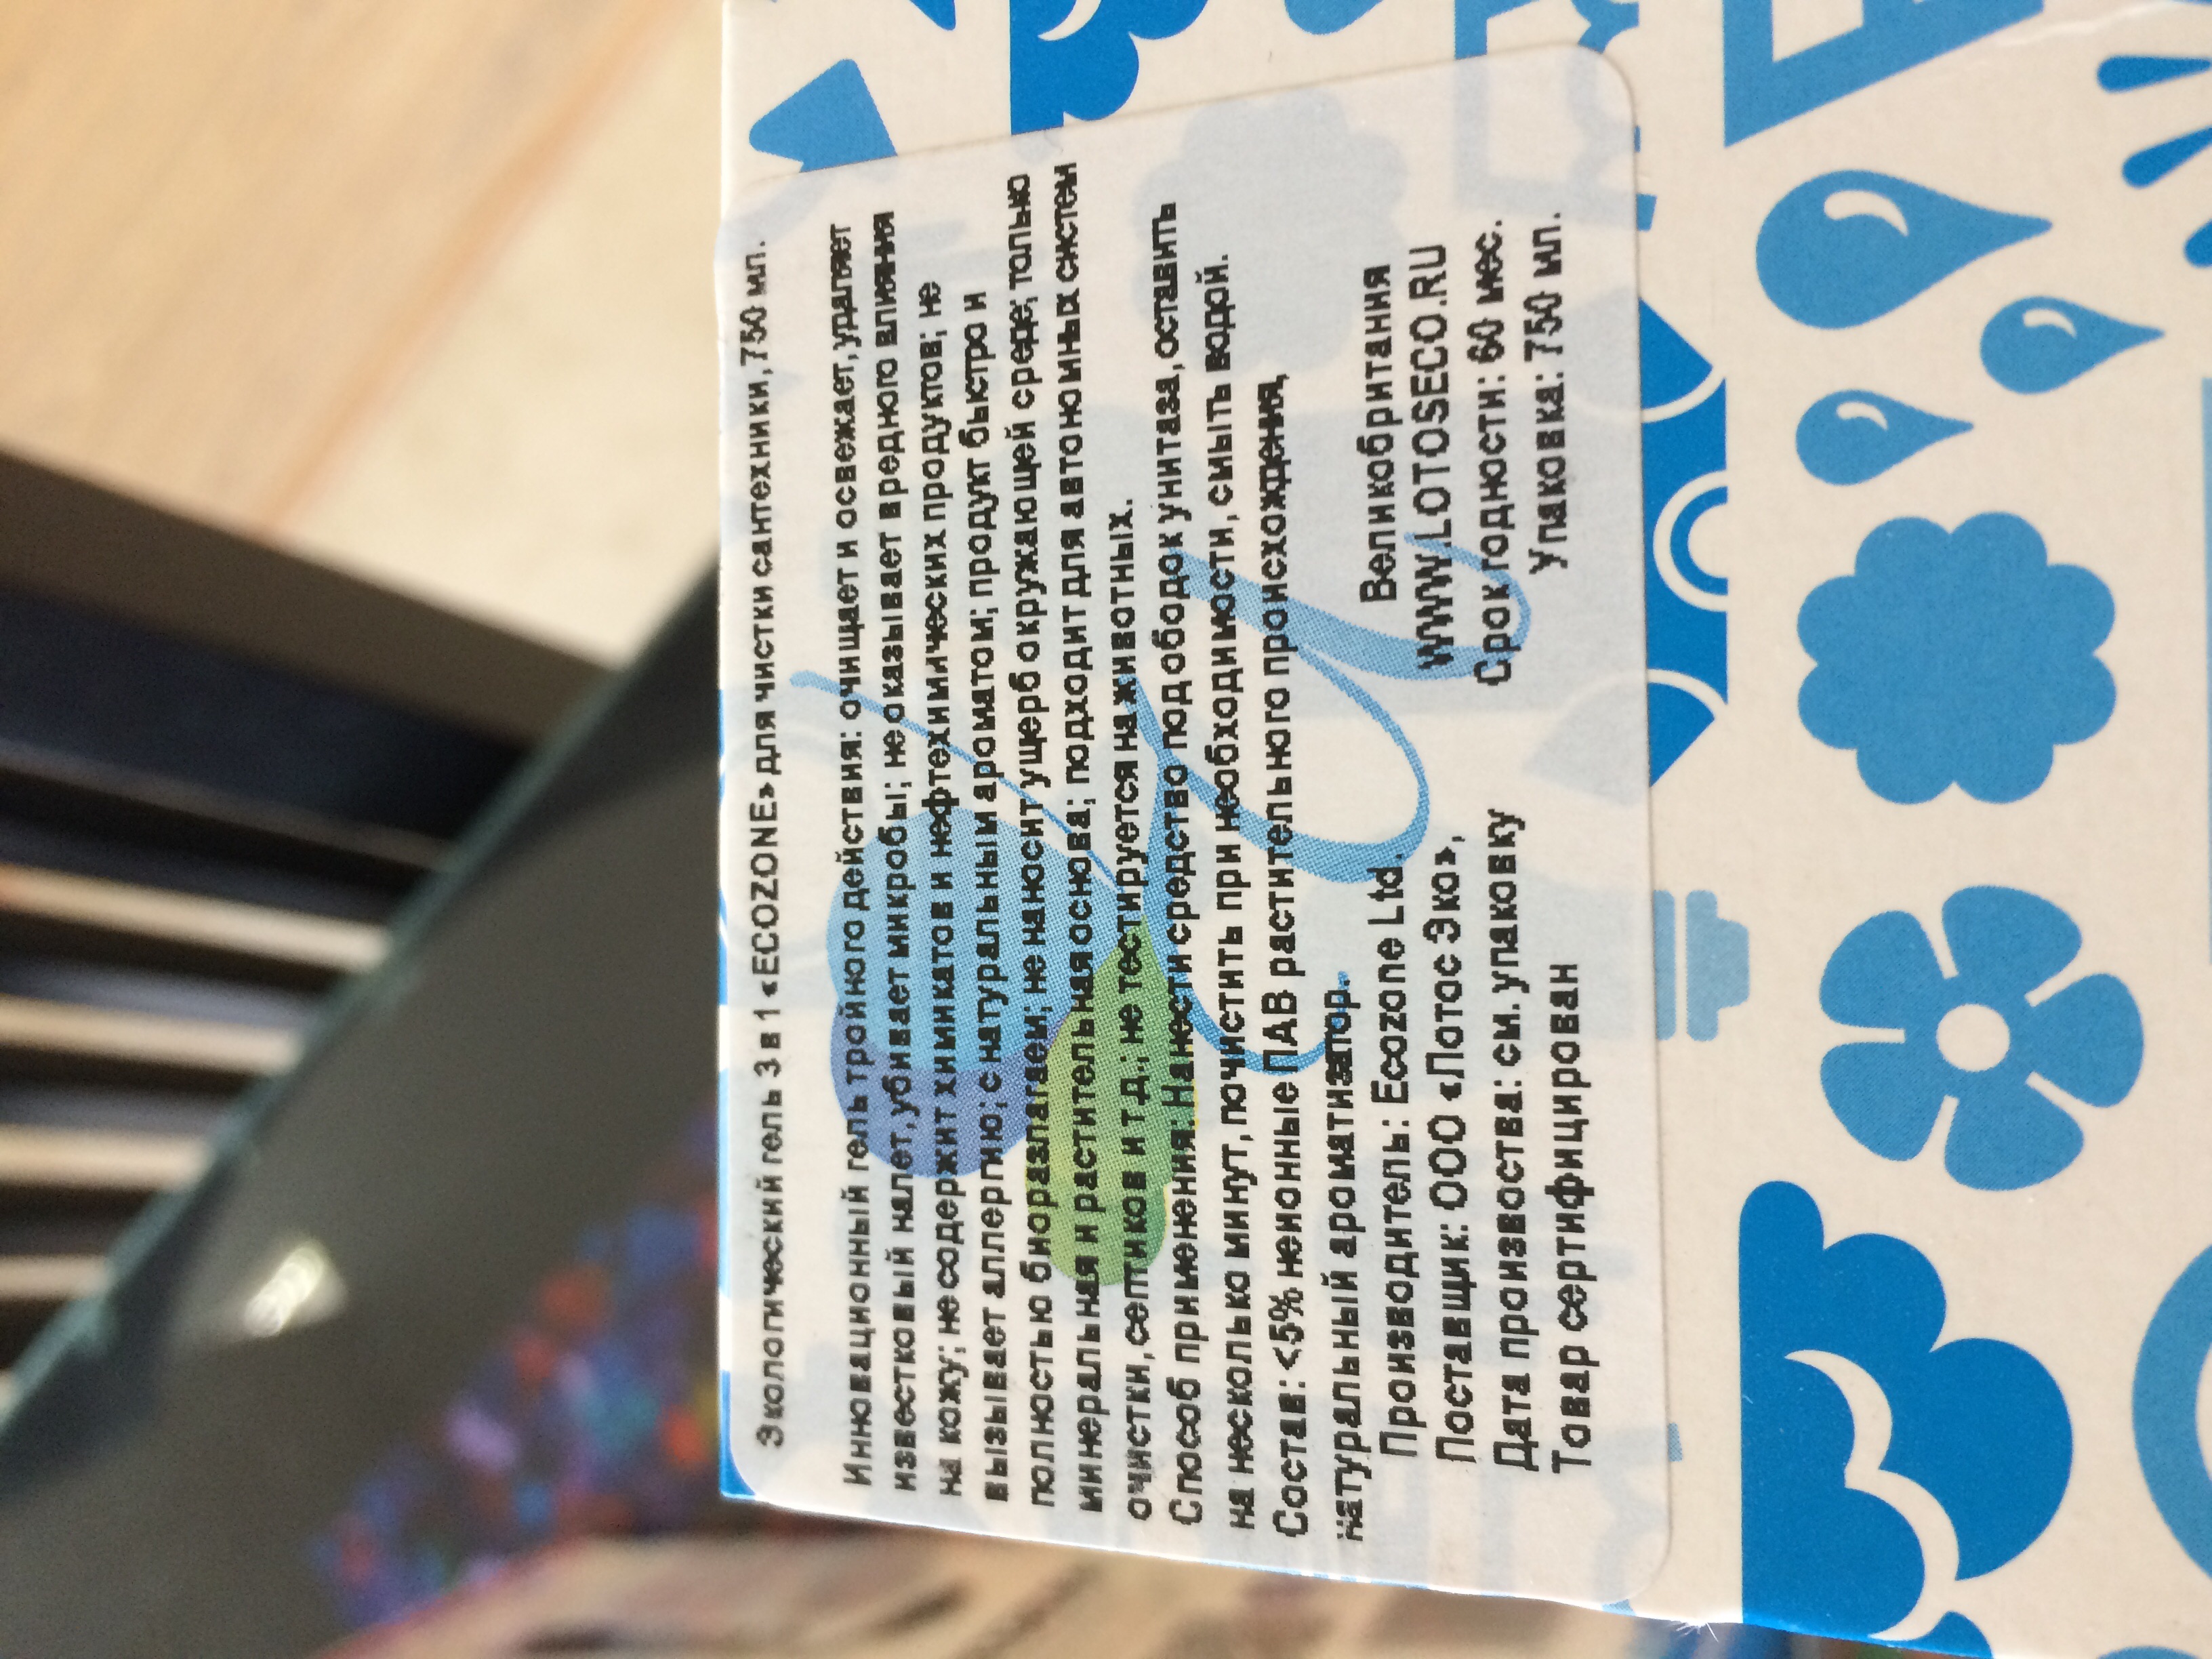 Экологический гель 3 в 1 «ECOZONE» для чистки сантехники, 750 мл.
Инновационный гель тройного действия: очищает и освежает, удаляет
известковый налет, убивает микробы; не оказывает вредного влияния
на кожу; не содержит химикатов и нефтехимических продуктов; не
вызывает аллергию; с натуральным ароматом; продукт быстро и
полностью биоразлагаем; не наносит ущерб окружающей среде; только
минеральная и растительная основа; подходит для автономных систем
очистки, септиков и т.д.; не тестируется на животных.
Способ применения: Нанести средство под ободок унитаза, оставить
на несколько минут, почистить при необходимости, смыть водой.
Состав: <5% неионные ПАВ растительного происхождения,
натуральный ароматизатор.
Производитель: Ecozone Ltd. Великобритания
Поставщик: ООО «Лотос Эко», WWW.LOTOSECO.RU
Дата произвоства: см. упаковку Срок годности: 60 мес.
Товар сертифицирован Упаковка: 750 мл.